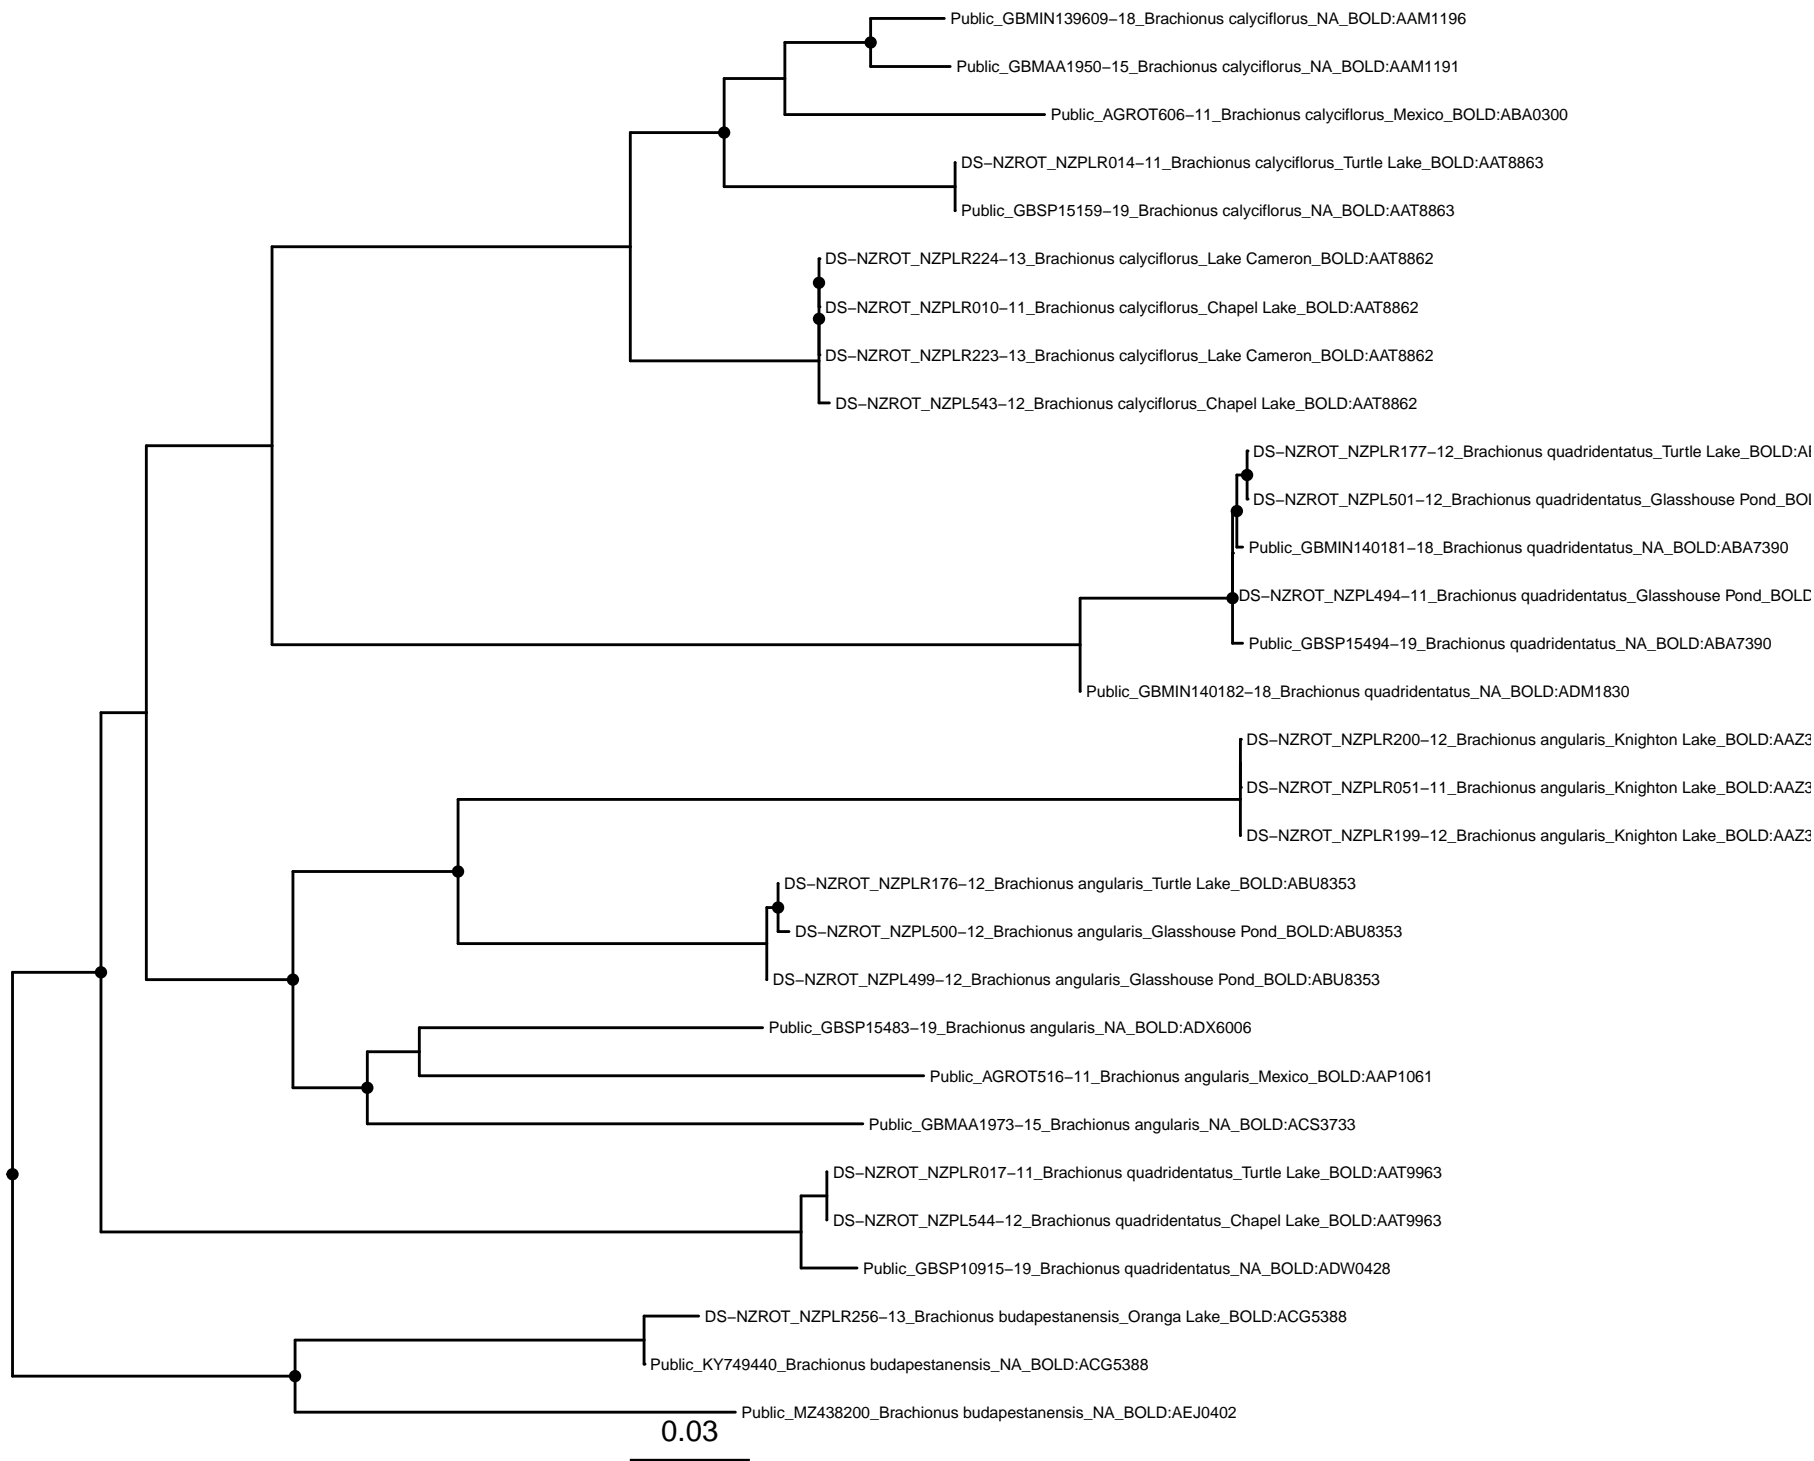 Public_GBMIN139609−18_Brachionus calyciflorus_NA_BOLD:AAM1196
Public_GBMAA1950−15_Brachionus calyciflorus_NA_BOLD:AAM1191
Public_AGROT606−11_Brachionus calyciflorus_Mexico_BOLD:ABA0300
DS−NZROT_NZPLR014−11_Brachionus calyciflorus_Turtle Lake_BOLD:AAT8863
Public_GBSP15159−19_Brachionus calyciflorus_NA_BOLD:AAT8863
DS−NZROT_NZPLR224−13_Brachionus calyciflorus_Lake Cameron_BOLD:AAT8862
DS−NZROT_NZPLR010−11_Brachionus calyciflorus_Chapel Lake_BOLD:AAT8862
DS−NZROT_NZPLR223−13_Brachionus calyciflorus_Lake Cameron_BOLD:AAT8862
DS−NZROT_NZPL543−12_Brachionus calyciflorus_Chapel Lake_BOLD:AAT8862
DS−NZROT_NZPLR177−12_Brachionus quadridentatus_Turtle Lake_BOLD:A
DS−NZROT_NZPL501−12_Brachionus quadridentatus_Glasshouse Pond_BOL
Public_GBMIN140181−18_Brachionus quadridentatus_NA_BOLD:ABA7390
DS−NZROT_NZPL494−11_Brachionus quadridentatus_Glasshouse Pond_BOLD
Public_GBSP15494−19_Brachionus quadridentatus_NA_BOLD:ABA7390
Public_GBMIN140182−18_Brachionus quadridentatus_NA_BOLD:ADM1830
DS−NZROT_NZPLR200−12_Brachionus angularis_Knighton Lake_BOLD:AAZ3
DS−NZROT_NZPLR051−11_Brachionus angularis_Knighton Lake_BOLD:AAZ3
DS−NZROT_NZPLR199−12_Brachionus angularis_Knighton Lake_BOLD:AAZ3
DS−NZROT_NZPLR176−12_Brachionus angularis_Turtle Lake_BOLD:ABU8353
DS−NZROT_NZPL500−12_Brachionus angularis_Glasshouse Pond_BOLD:ABU8353
DS−NZROT_NZPL499−12_Brachionus angularis_Glasshouse Pond_BOLD:ABU8353
Public_GBSP15483−19_Brachionus angularis_NA_BOLD:ADX6006
Public_AGROT516−11_Brachionus angularis_Mexico_BOLD:AAP1061
Public_GBMAA1973−15_Brachionus angularis_NA_BOLD:ACS3733
DS−NZROT_NZPLR017−11_Brachionus quadridentatus_Turtle Lake_BOLD:AAT9963
DS−NZROT_NZPL544−12_Brachionus quadridentatus_Chapel Lake_BOLD:AAT9963
Public_GBSP10915−19_Brachionus quadridentatus_NA_BOLD:ADW0428
DS−NZROT_NZPLR256−13_Brachionus budapestanensis_Oranga Lake_BOLD:ACG5388
Public_KY749440_Brachionus budapestanensis_NA_BOLD:ACG5388
Public_MZ438200_Brachionus budapestanensis_NA_BOLD:AEJ0402
0.03